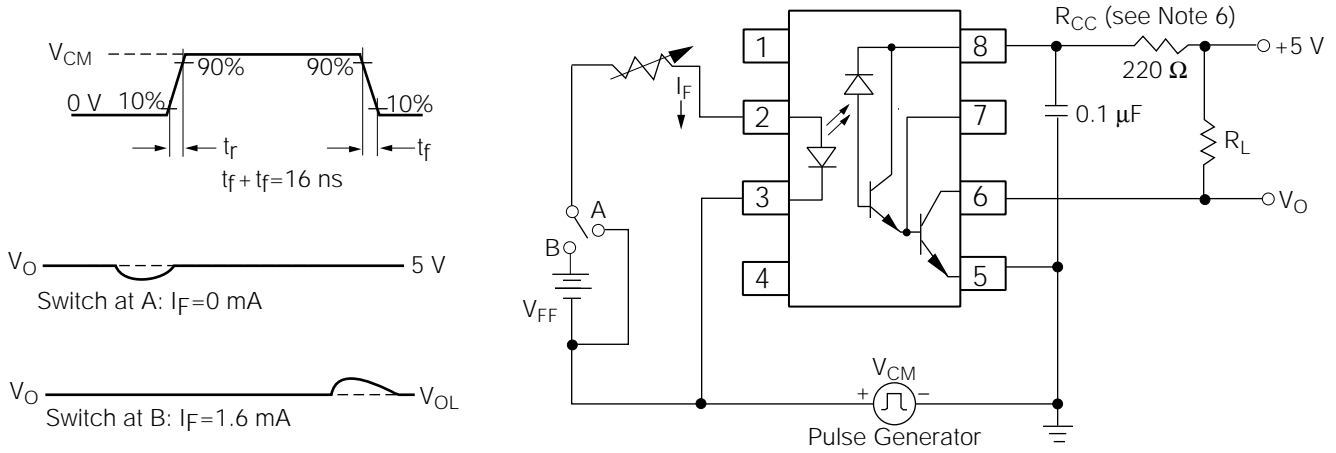 V_CM
90% 90%
0 V 10% 10%
t_r t_f
t_f + t_f=16 ns
V_O 5 V
Switch at A: I_F=0 mA
V_O V_OL
Switch at B: I_F=1.6 mA
I_F
A
B
V_FF
1
2
3
4
8
7
6
5
R_CC (see Note 6)
220 Ω
+5 V
0.1 µF
R_L
V_O
V_CM
+ −
Pulse Generator